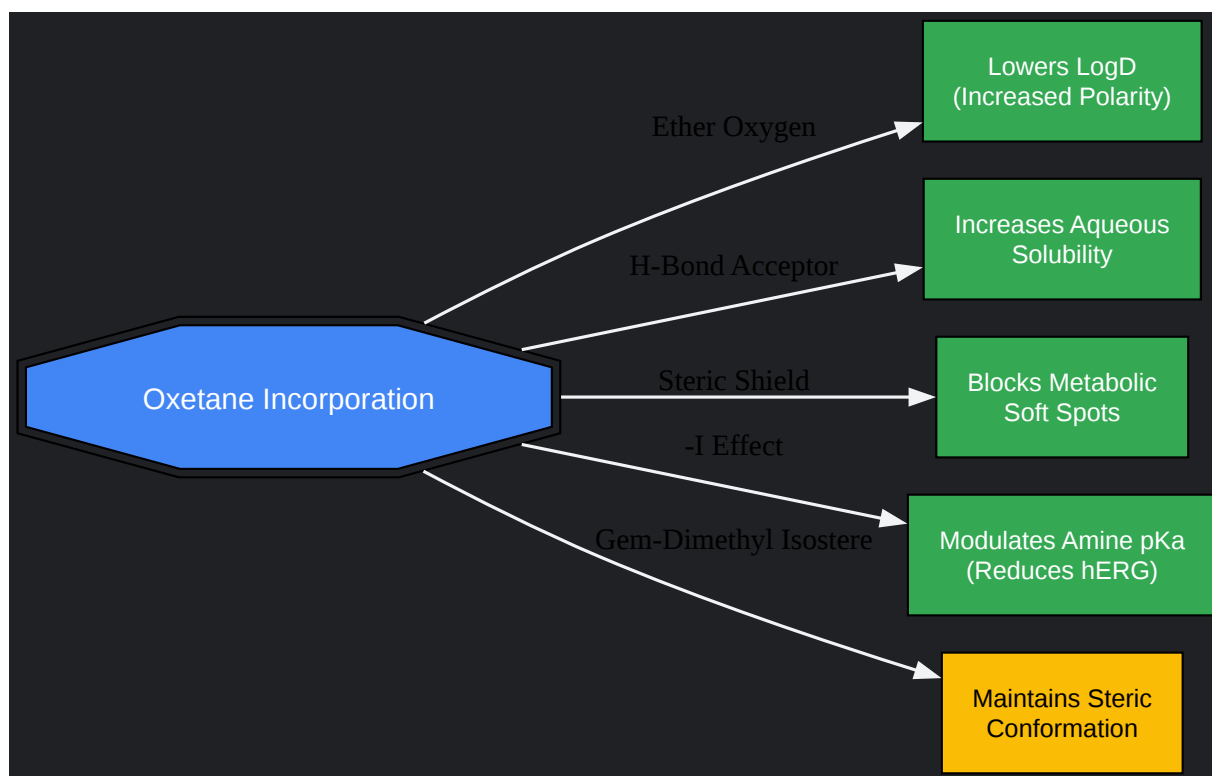 Lowers LogD
(Increased Polarity)
Ether Oxygen
Increases Aqueous
Solubility
H-Bond Acceptor
Oxetane Incorporation
Steric Shield
Blocks Metabolic
Soft Spots
-I Effect
Modulates Amine pKa
(Reduces hERG)
Gem-Dimethyl Isostere
Maintains Steric
Conformation